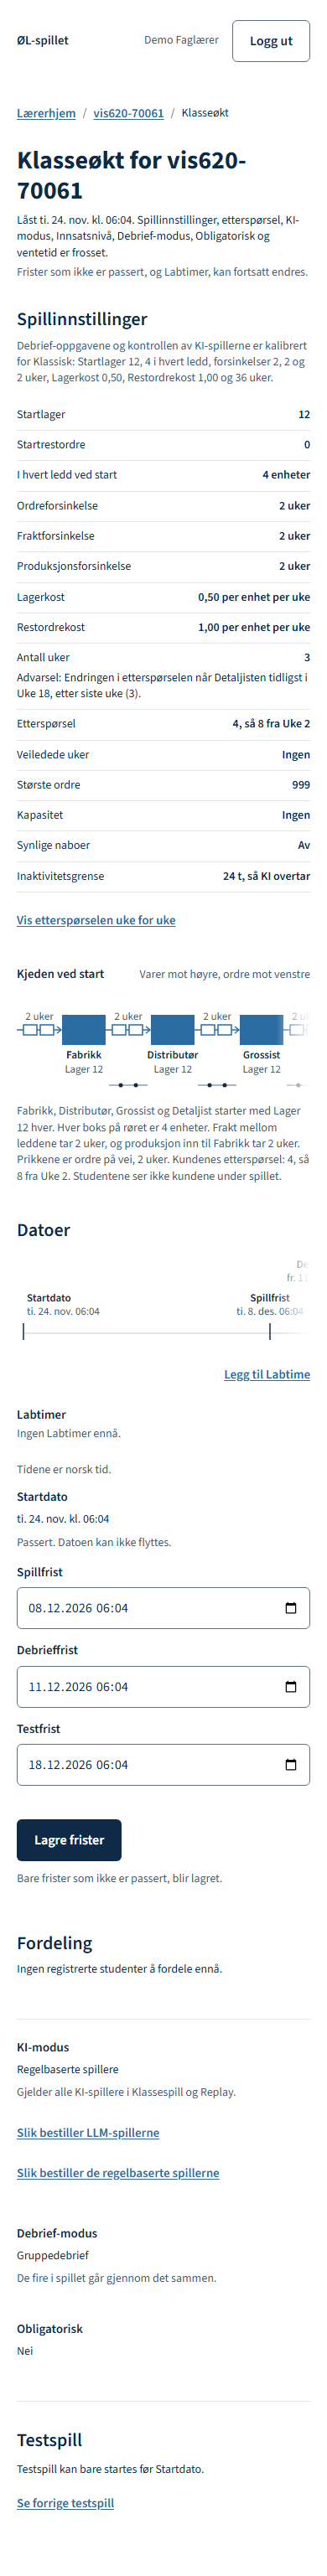 ØL-spillet
Demo Faglærer
Logg ut
Lærerhjem / vis620-70061 / Klasseøkt
Klasseøkt for vis620-
70061
Låst ti. 24. nov. kl. 06:04. Spillinnstillinger, etterspørsel, KI-
modus, Innsatsnivå, Debrief-modus, Obligatorisk og
ventetid er frosset.
Frister som ikke er passert, og Labtimer, kan fortsatt endres.
Spillinnstillinger
Debrief-oppgavene og kontrollen av KI-spillerne er kalibrert
for Klassisk: Startlager 12, 4 i hvert ledd, forsinkelser 2, 2 og
2 uker, Lagerkost 0,50, Restordrekost 1,00 og 36 uker.
Startlager 12
Startrestordre 0
I hvert ledd ved start 4 enheter
Ordreforsinkelse 2 uker
Fraktforsinkelse 2 uker
Produksjonsforsinkelse 2 uker
Lagerkost 0,50 per enhet per uke
Restordrekost 1,00 per enhet per uke
Antall uker 3
Advarsel: Endringen i etterspørselen når Detaljisten tidligst i
Uke 18, etter siste uke (3).
Etterspørsel 4, så 8 fra Uke 2
Veiledede uker Ingen
Største ordre 999
Kapasitet Ingen
Synlige naboer Av
Inaktivitetsgrense 24 t, så KI overtar
Vis etterspørselen uke for uke
Kjeden ved start Varer mot høyre, ordre mot venstre
2 uker 2 uker 2 uker
Fabrikk Distributør Grossist
Lager 12 Lager 12 Lager 12
Fabrikk, Distributør, Grossist og Detaljist starter med Lager
12 hver. Hver boks på røret er 4 enheter. Frakt mellom
leddene tar 2 uker, og produksjon inn til Fabrikk tar 2 uker.
Prikkene er ordre på vei, 2 uker. Kundenes etterspørsel: 4, så
8 fra Uke 2. Studentene ser ikke kundene under spillet.
Datoer
Startdato
ti. 24. nov. 06:04
Spillfrist
ti. 8. des. 06:04
Legg til Labtime
Labtimer
Ingen Labtimer ennå.
Tidene er norsk tid.
Startdato
ti. 24. nov. kl. 06:04
Passert. Datoen kan ikke flyttes.
Spillfrist
08.12.2026 06:04
Debrieffrist
11.12.2026 06:04
Testfrist
18.12.2026 06:04
Lagre frister
Bare frister som ikke er passert, blir lagret.
Fordeling
Ingen registrerte studenter å fordele ennå.
KI-modus
Regelbaserte spillere
Gjelder alle KI-spillere i Klassespill og Replay.
Slik bestiller LLM-spillerne
Slik bestiller de regelbaserte spillerne
Debrief-modus
Gruppedebrief
De fire i spillet går gjennom det sammen.
Obligatorisk
Nei
Testspill
Testspill kan bare startes før Startdato.
Se forrige testspill